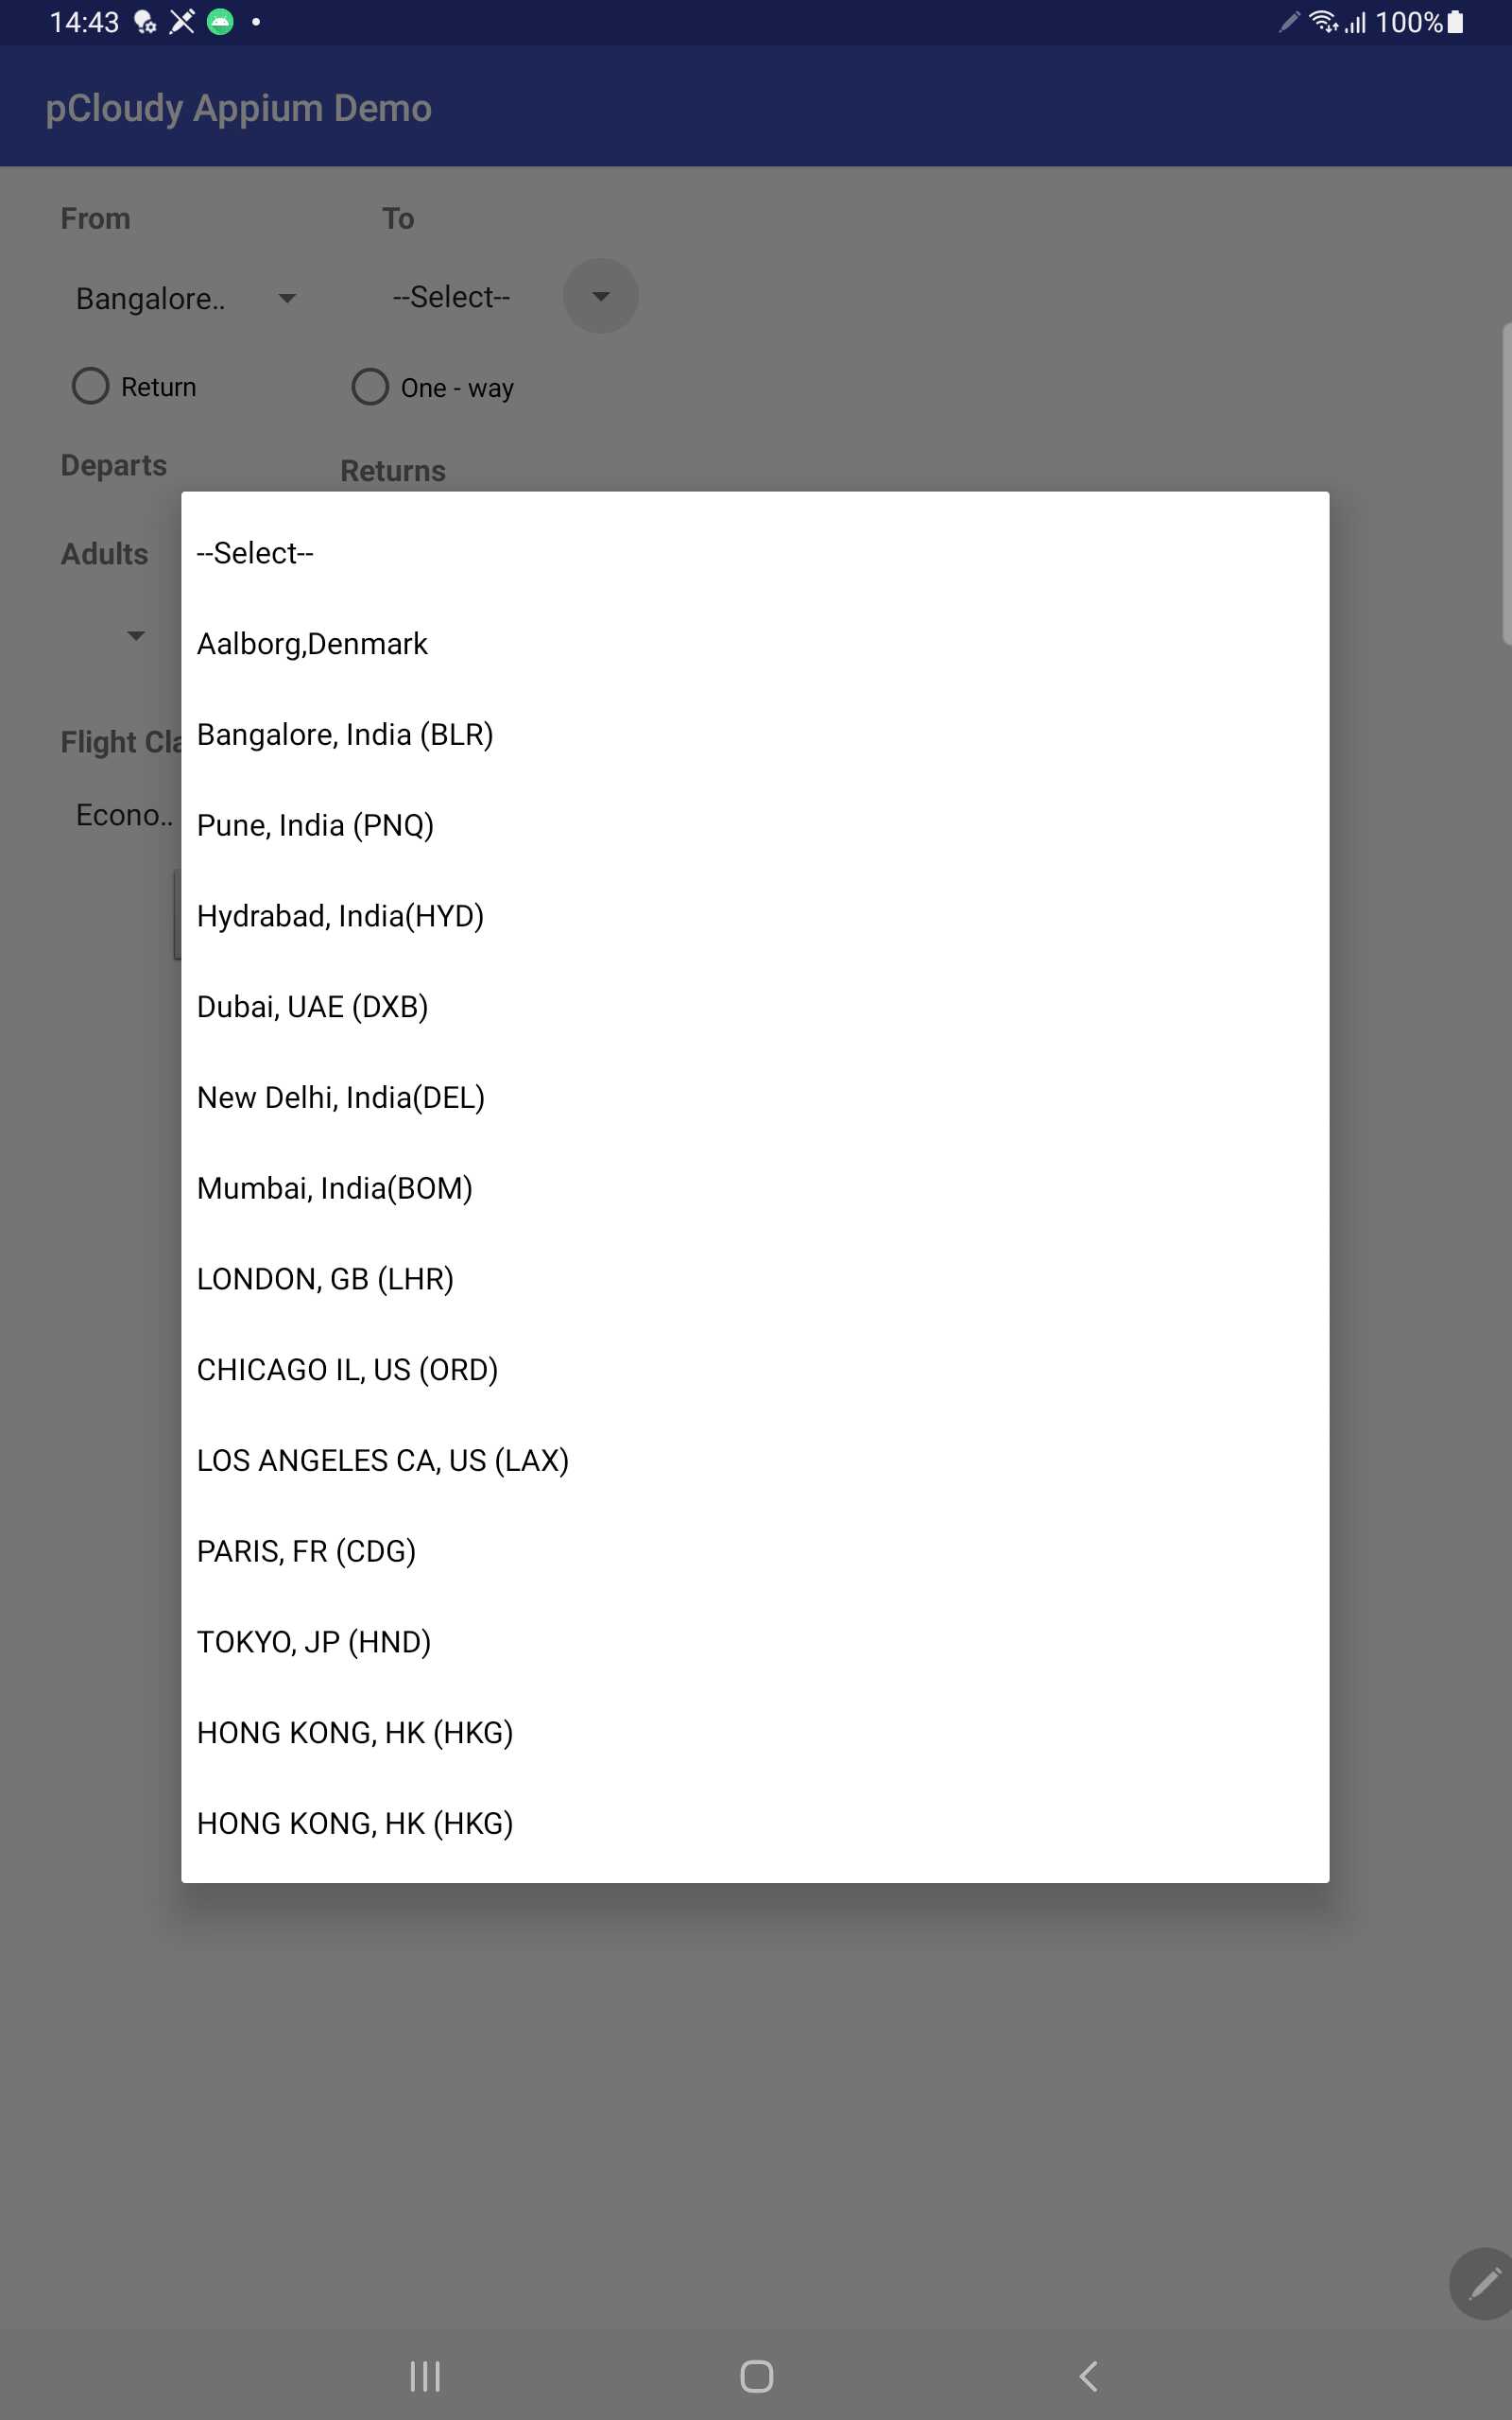 14:43 100%
pCloudy Appium Demo
From To
Bangalore.. --Select--
Return One - way
Departs Returns
Adults
--Select--
Aalborg,Denmark
Flight Cla
Bangalore, India (BLR)
Econo..
Pune, India (PNQ)
Hydrabad, India(HYD)
Dubai, UAE (DXB)
New Delhi, India(DEL)
Mumbai, India(BOM)
LONDON, GB (LHR)
CHICAGO IL, US (ORD)
LOS ANGELES CA, US (LAX)
PARIS, FR (CDG)
TOKYO, JP (HND)
HONG KONG, HK (HKG)
HONG KONG, HK (HKG)